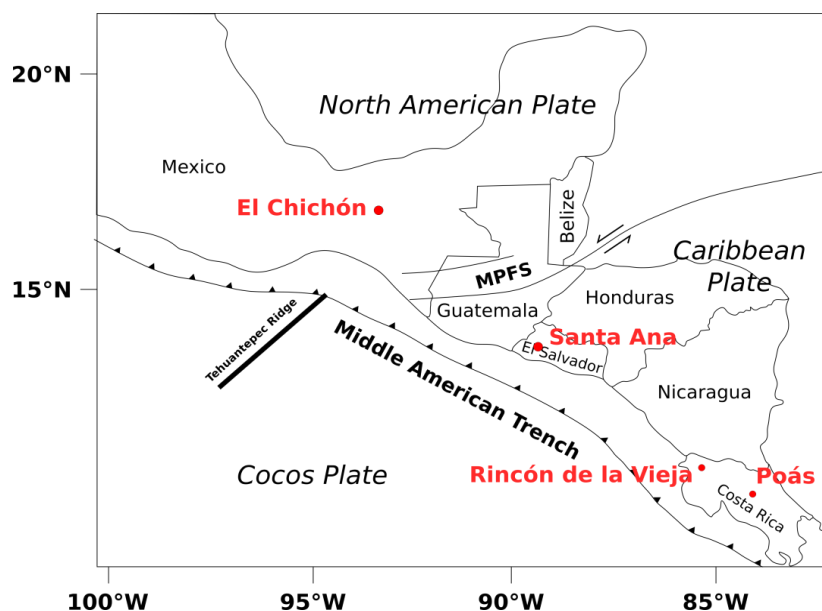 20°N
North American Plate
Mexico
El Chichón
Belize
Caribbean
Plate
MPFS
15°N
Honduras
Guatemala
Tehuantepec Ridge
Santa Ana
El Salvador
Middle American Trench
Nicaragua
Cocos Plate
Rincón de la Vieja
Poás
Costa Rica
100°W
95°W
90°W
85°W